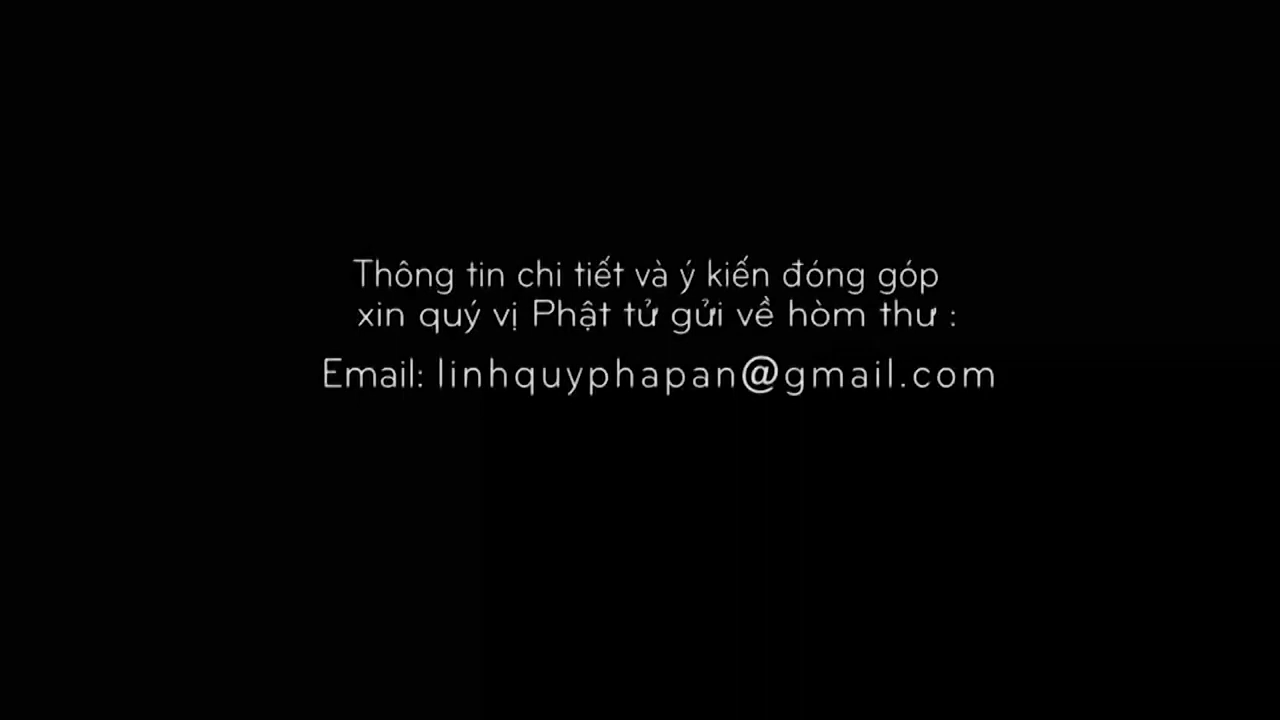 Thông tin chi tiết và ý kiến đóng góp
xin quý vị Phật tử gửi về hòm thư :
Email: linhquyphapan@gmail.com